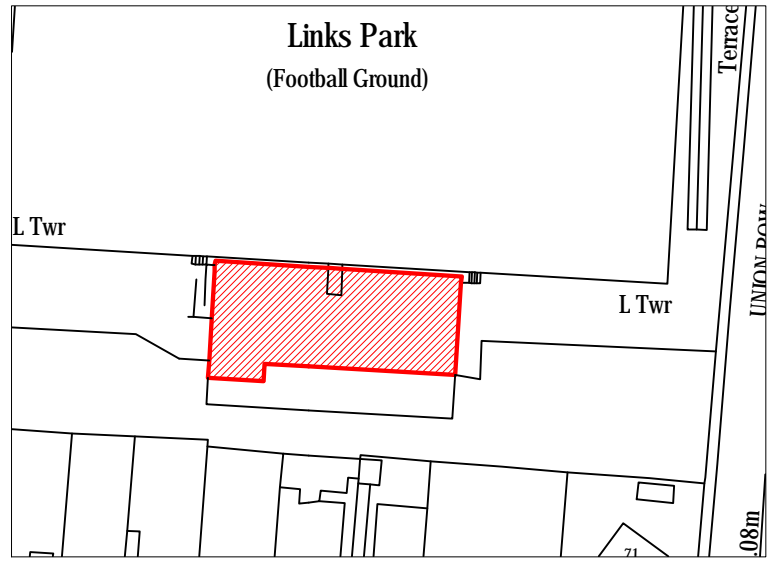 Links Park
(Football Ground)
Terrace
L Twr
L Twr
UNION ROW
.08m
71